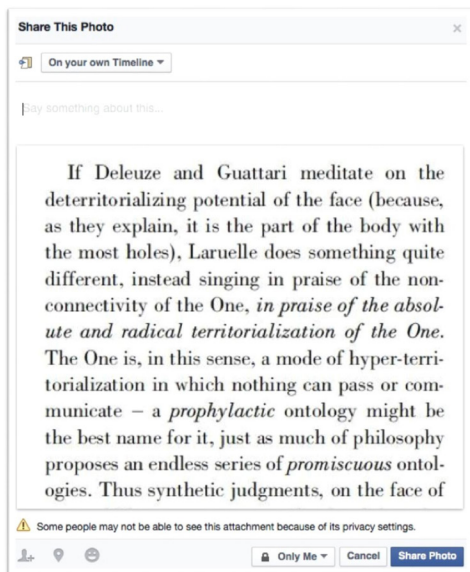 Share This Photo
On your own Timeline
Say something about this...
If Deleuze and Guattari meditate on the
deterritorializing potential of the face (because,
as they explain, it is the part of the body with
the most holes), Laruelle does something quite
different, instead singing in praise of the non-
connectivity of the One, in praise of the absol-
ute and radical territorialization of the One.
The One is, in this sense, a mode of hyper-terri-
torialization in which nothing can pass or com-
municate – a prophylactic ontology might be
the best name for it, just as much of philosophy
proposes an endless series of promiscuous ontol-
ogies. Thus synthetic judgments, on the face of
Some people may not be able to see this attachment because of its privacy settings.
Only Me Cancel Share Photo